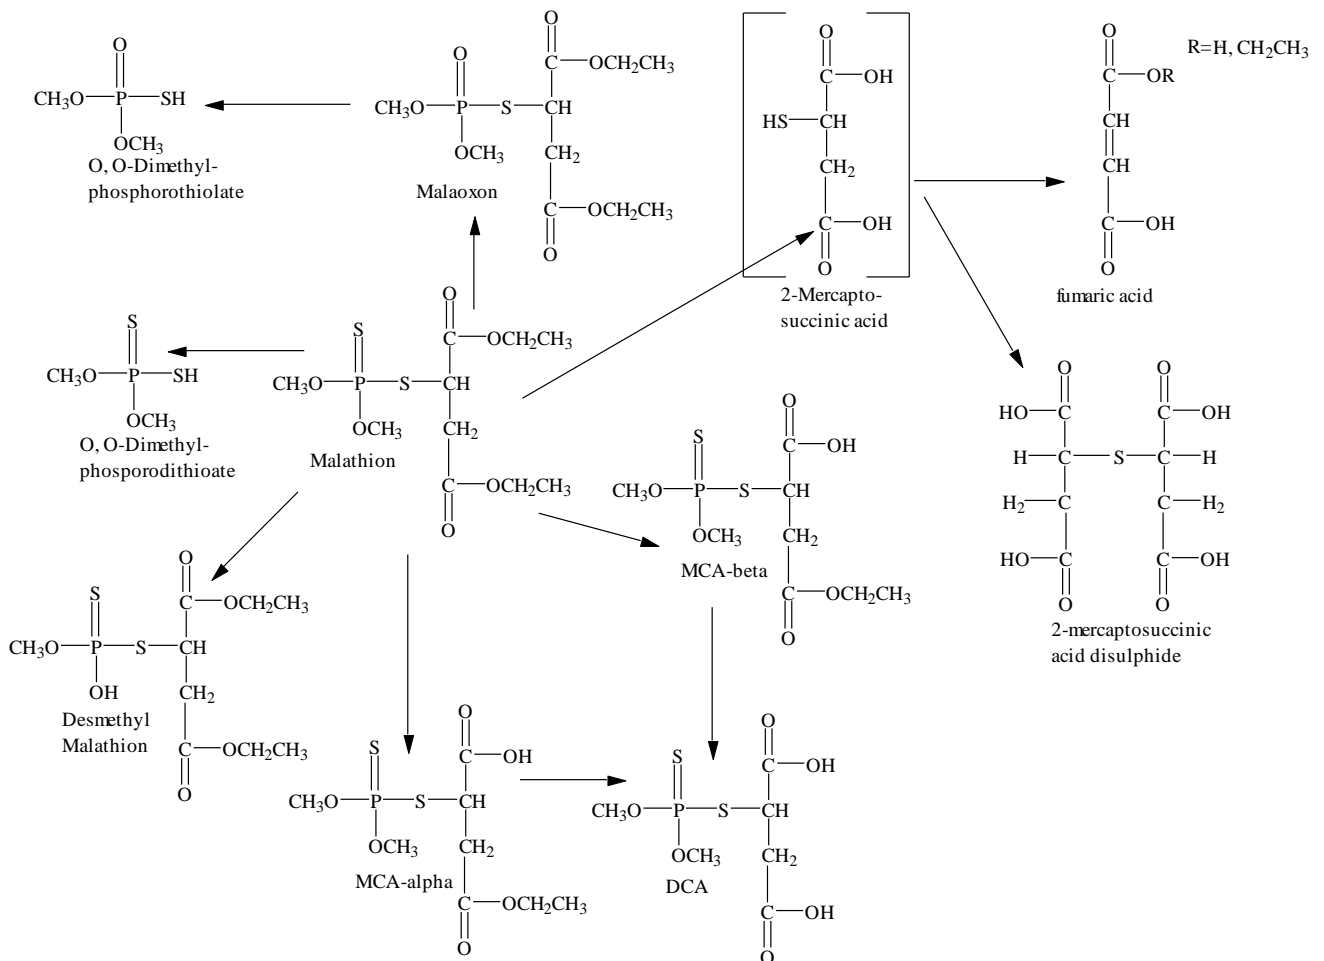 O
CH3O—P—SH
OCH3
O, O-Dimethyl-
phosphorothiolate
O
O
C—OCH2CH3
CH3O—P—S—CH
OCH3
CH2
Malaoxon
C—OCH2CH3
O
O
C—OH
HS—CH
CH2
C—OH
O
2-Mercapto-
succinic acid
R=H, CH2CH3
O
C—OR
CH
CH
C—OH
O
fumaric acid
S
CH3O—P—SH
OCH3
O, O-Dimethyl-
phosporodithioate
O
S
C—OCH2CH3
CH3O—P—S—CH
OCH3
CH2
Malathion
C—OCH2CH3
O
O
S
C—OH
CH3O—P—S—CH
OCH3
CH2
MCA-beta
C—OCH2CH3
O
O O
HO—C C—OH
H—C—S—C—H
H2—C C—H2
HO—C C—OH
O O
2-mercaptosuccinic
acid disulphide
O
S
C—OCH2CH3
CH3O—P—S—CH
OH
CH2
Desmethyl
Malathion
C—OCH2CH3
O
O
S
C—OH
CH3O—P—S—CH
OCH3
CH2
MCA-alpha
C—OCH2CH3
O
O
S
C—OH
CH3O—P—S—CH
OCH3
CH2
DCA
C—OH
O